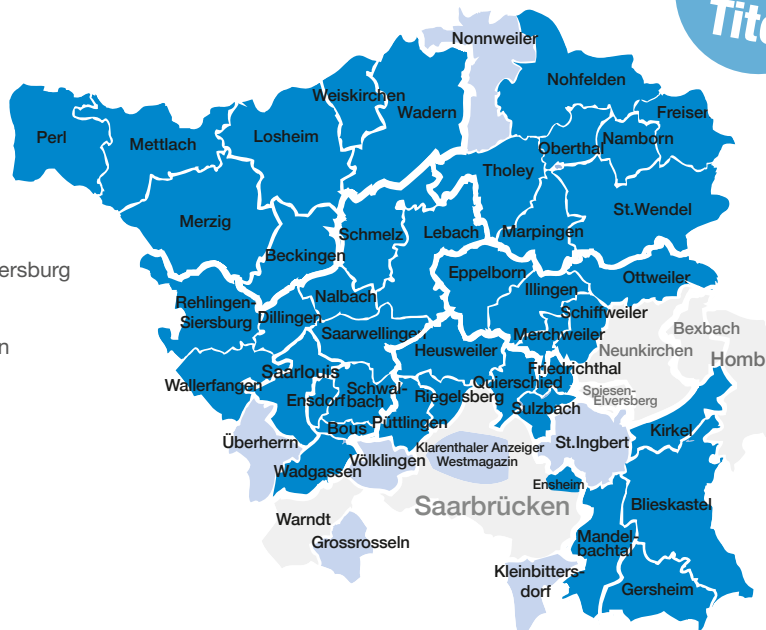 Tite
Nonnweiler
Nohfelden
Weiskirchen
Wadern
Freisen
Perl
Mettlach
Losheim
Oberthal
Namborn
Tholey
Merzig
St.Wendel
Schmelz
Lebach
Marpingen
Beckingen
ersburg
Eppelborn
Ottweiler
Illingen
Nalbach
Rehlingen-
Siersburg
Dillingen
Schiffweiler
Saarwellingen
Merchweiler
Bexbach
n
Heusweiler
Neunkirchen
Homb
Friedrichthal
Saarlouis
Wallerfangen
Quierschied
Schwal-
bach
Ensdorf
Riegelsberg
Spiesen-
Elversberg
Sulzbach
Bous
Püttlingen
Kirkel
Überherrn
Klarenthaler Anzeiger
Westmagazin
St.Ingbert
Völklingen
Wadgassen
Ensheim
Saarbrücken
Blieskastel
Warndt
Mandel-
bachtal
Grossrosseln
Kleinbitters-
dorf
Gersheim